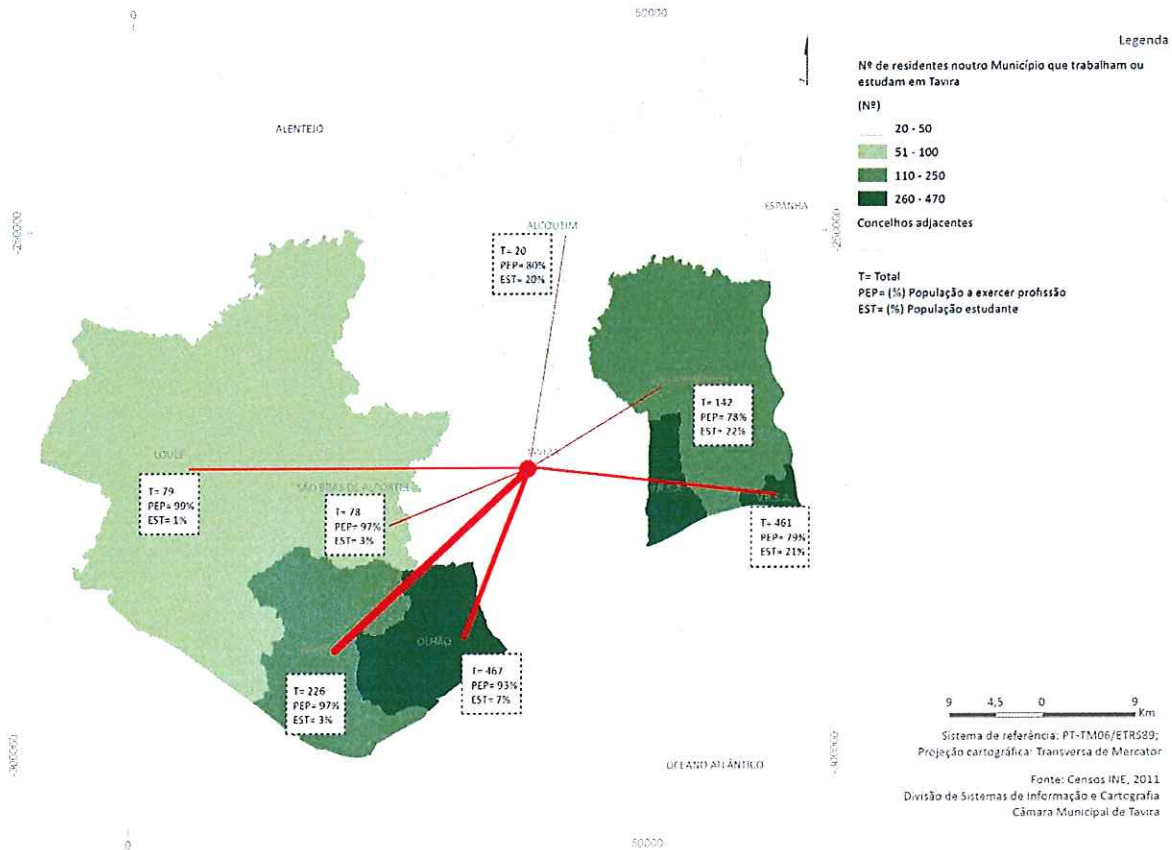 0
50000
Legenda
Nº de residentes noutro Município que trabalham ou
estudam em Tavira
(Nº)
20 - 50
51 - 100
110 - 250
260 - 470
Concelhos adjacentes
T= Total
PEP= (%) População a exercer profissão
EST= (%) População estudante
ALENTEJO
ESPANHA
-250000
-250000
ALCOUTIM
T= 20
PEP= 80%
EST= 20%
T= 142
PEP= 78%
EST= 22%
TAVIRA
LOULÉ
T= 79
PEP= 99%
EST= 1%
SÃO BRÁS DE ALPORTEL
T= 78
PEP= 97%
EST= 3%
V.R.S.A.
V.R.S.A.
T= 461
PEP= 79%
EST= 21%
OLHÃO
T= 467
PEP= 93%
EST= 7%
T= 226
PEP= 97%
EST= 3%
9 4,5 0 9
Km
Sistema de referência: PT-TM06/ETRS89;
Projeção cartográfica: Transversa de Mercator
-300000
-300000
OCEANO ATLÂNTICO
Fonte: Censos INE, 2011
Divisão de Sistemas de Informação e Cartografia
Câmara Municipal de Tavira
0
50000